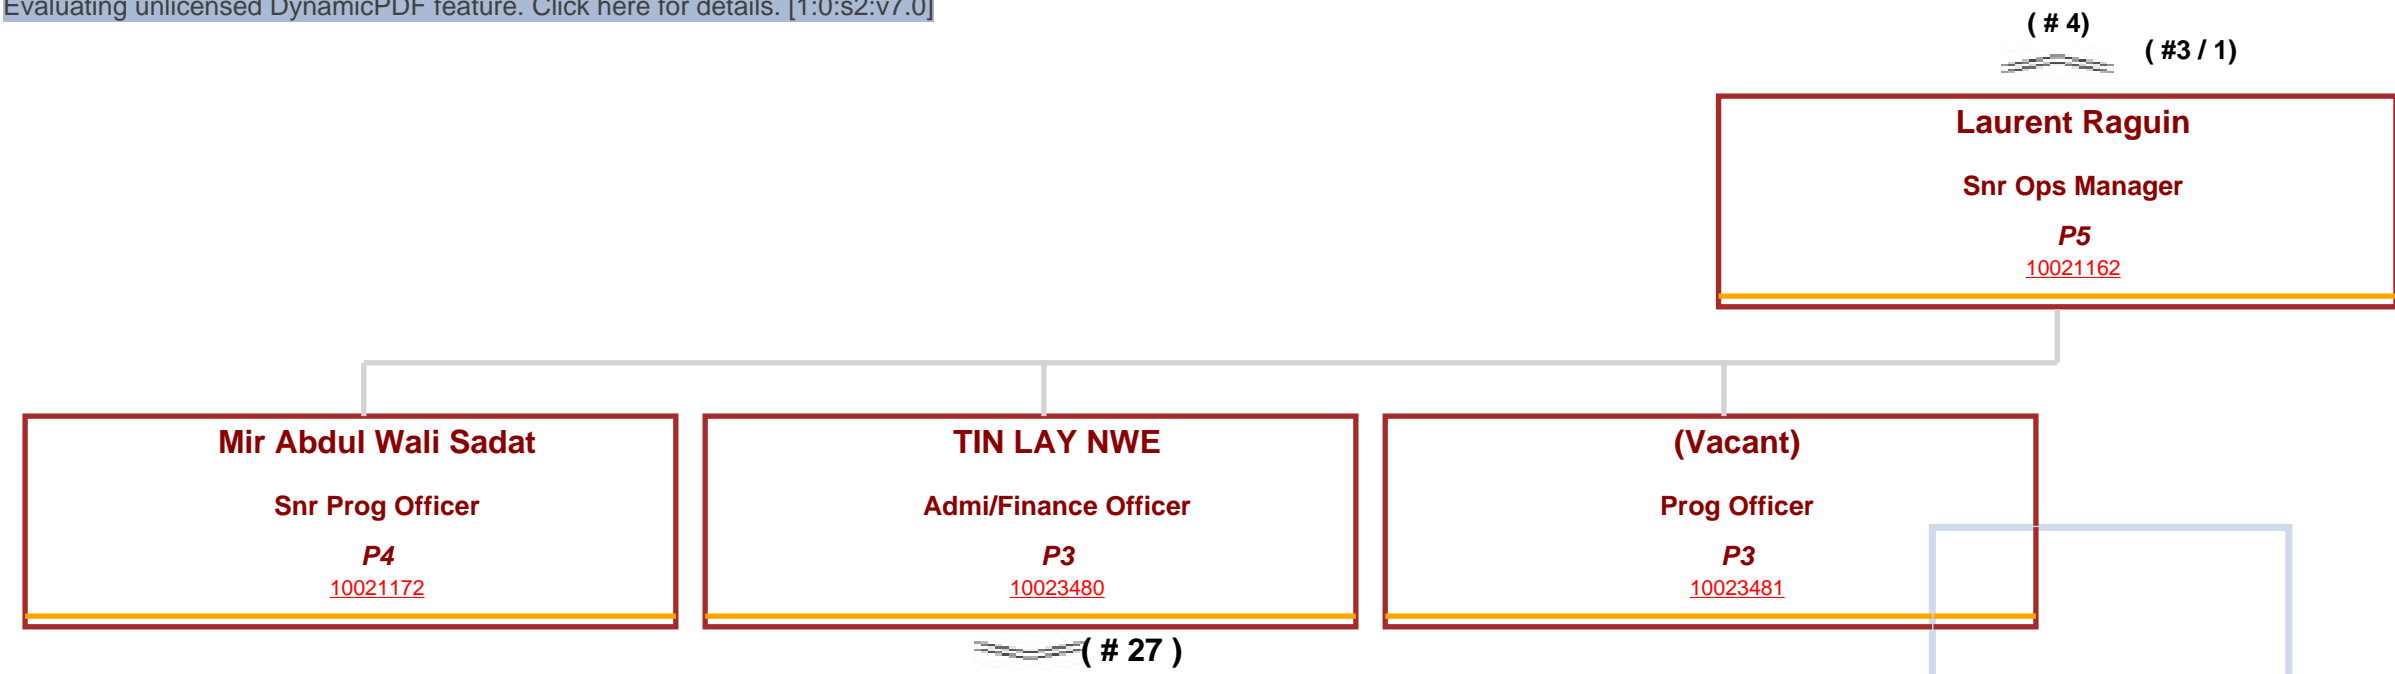 Evaluating unlicensed DynamicPDF feature. Click here for details. [1:0:s2:v7.0]
( # 4)
( #3 / 1)
Laurent Raguin
Snr Ops Manager
P5
10021162
Mir Abdul Wali Sadat
Snr Prog Officer
P4
10021172
TIN LAY NWE
Admi/Finance Officer
P3
10023480
( # 27 )
(Vacant)
Prog Officer
P3
10023481